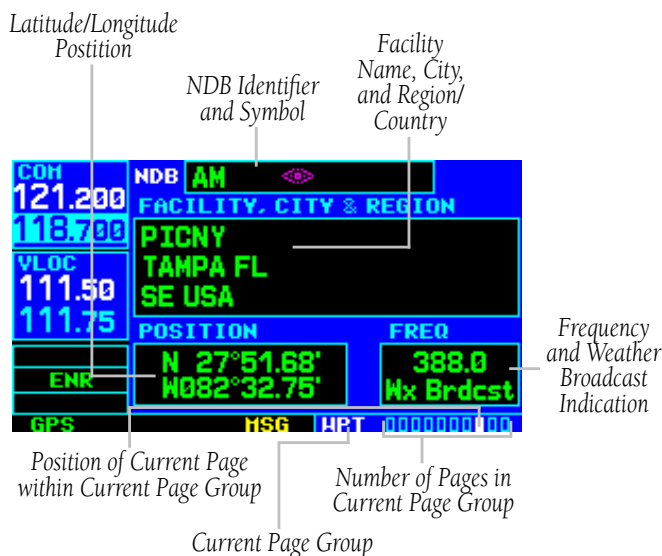 Latitude/Longitude
Postition
Facility
Name, City,
and Region/
Country
NDB Identifier
and Symbol
COM
121.200
118.700
VLOC
111.50
111.75
ENR
GPS
NDB AM
FACILITY, CITY & REGION
PICNY
TAMPA FL
SE USA
POSITION
N 27°51.68'
W082°32.75'
FREQ
388.0
Wx Brdcst
MSG
WPT
Frequency
and Weather
Broadcast
Indication
Position of Current Page
within Current Page Group
Number of Pages in
Current Page Group
Current Page Group